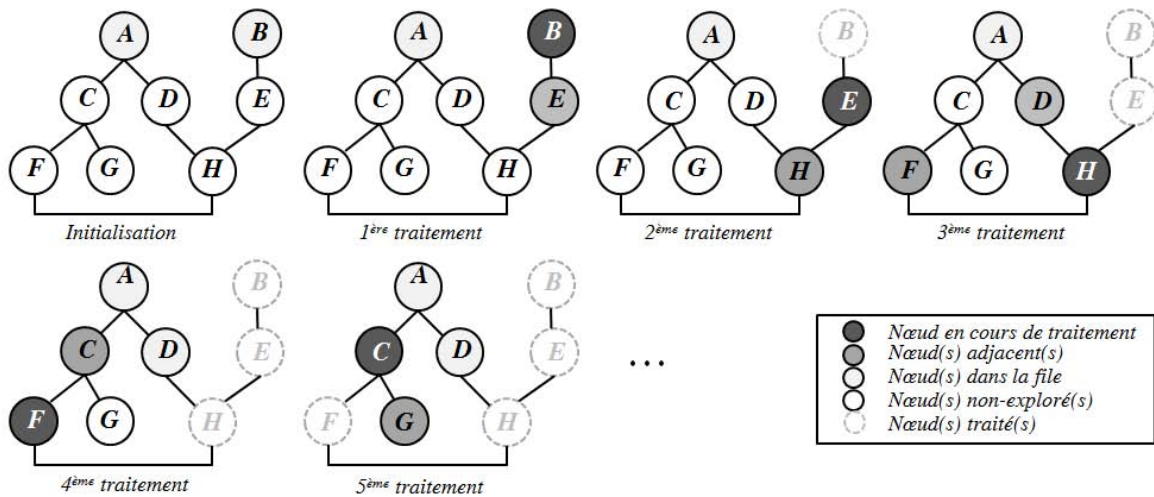 A B
C D E
F G H
Initialisation
A B
C D E
F G H
1ère traitement
A B
C D E
F G H
2ème traitement
A B
C D E
F G H
3ème traitement
A B
C D E
F G H
4ème traitement
A B
C D E
F G H
5ème traitement
...
Nœud en cours de traitement
Nœud(s) adjacent(s)
Nœud(s) dans la file
Nœud(s) non-exploré(s)
Nœud(s) traité(s)